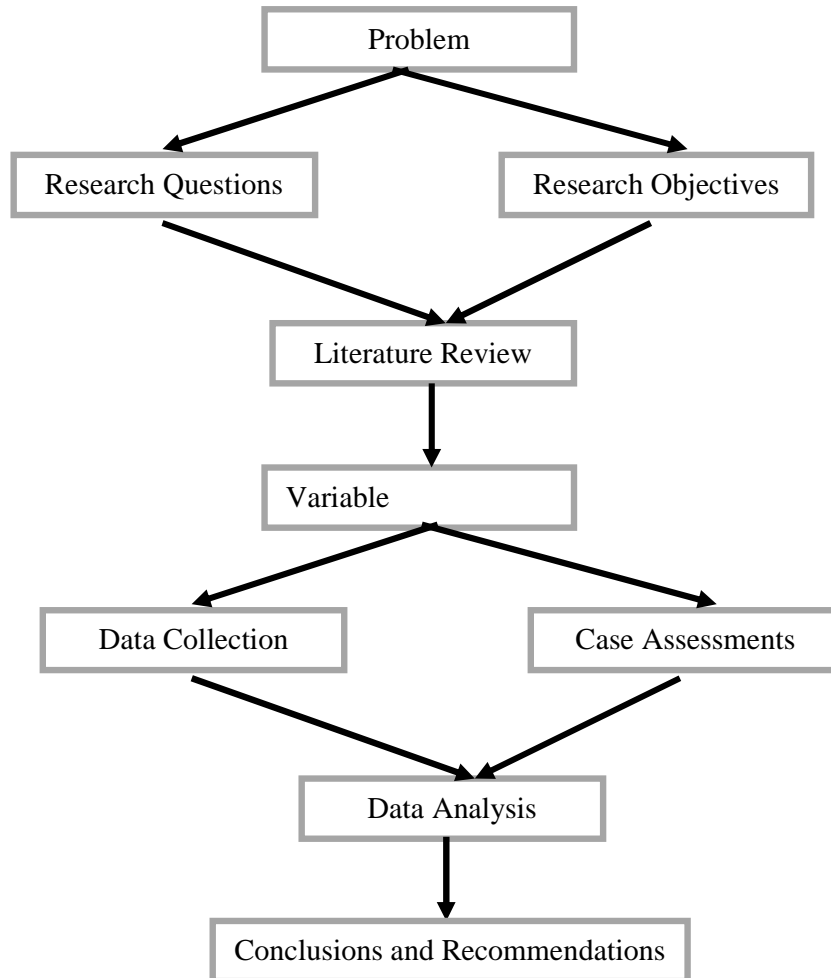 Problem
Research Questions
Research Objectives
Literature Review
Variable
Data Collection
Case Assessments
Data Analysis
Conclusions and Recommendations